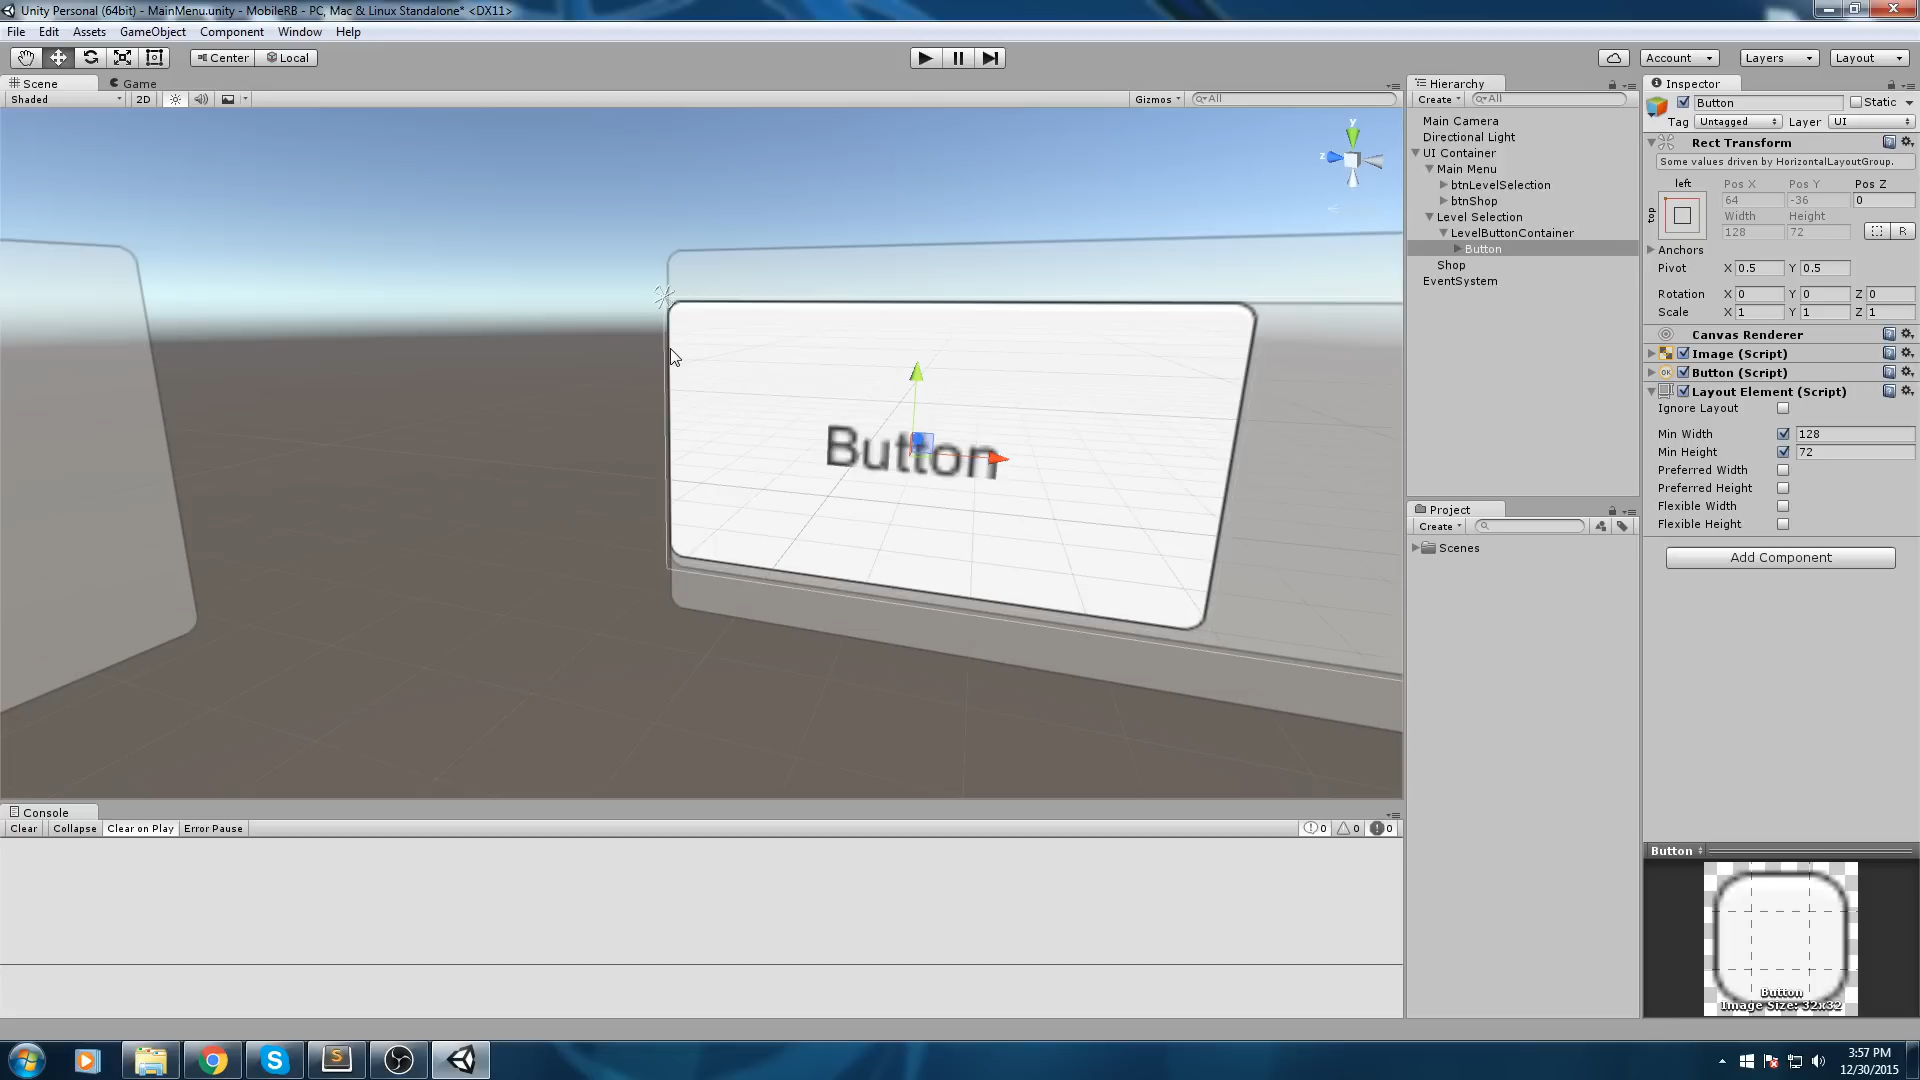 Unity Personal (64bit) - MainMenu.unity - MobileRB - PC, Mac & Linux Standalone* <DX11>
File Edit Assets GameObject Component Window Help
Center Local Account Layers Layout
Scene Game
Shaded 2D Gizmos All
y
z
Button
Hierarchy
Create All
Main Camera
Directional Light
UI Container
Main Menu
btnLevelSelection
btnShop
Level Selection
LevelButtonContainer
Button
Shop
EventSystem
Project
Create
Scenes
Inspector
Button Static
Tag Untagged Layer UI
Rect Transform
Some values driven by HorizontalLayoutGroup.
left Pos X Pos Y Pos Z
top 64 -36 0
Width Height
128 72 R
Anchors
Pivot X 0.5 Y 0.5
Rotation X 0 Y 0 Z 0
Scale X 1 Y 1 Z 1
Canvas Renderer
Image (Script)
OK Button (Script)
Layout Element (Script)
Ignore Layout
Min Width 128
Min Height 72
Preferred Width
Preferred Height
Flexible Width
Flexible Height
Add Component
Button
Button
Image Size: 32x32
Console
Clear Collapse Clear on Play Error Pause 0 0 0
3:57 PM
12/30/2015